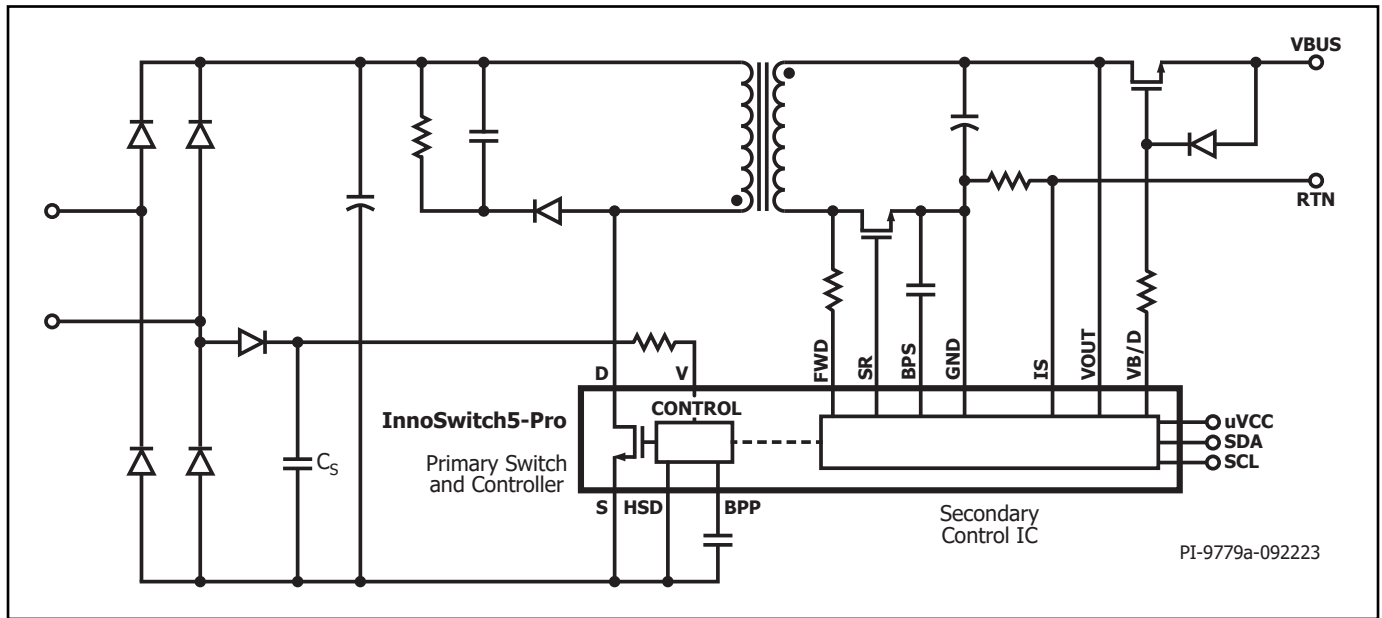 VBUS
RTN
FWD
SR
BPS
GND
IS
VOUT
VB/D
D
V
InnoSwitch5-Pro
CONTROL
Primary Switch
and Controller
uVCC
SDA
SCL
CS
S
HSD
BPP
Secondary
Control IC
PI-9779a-092223